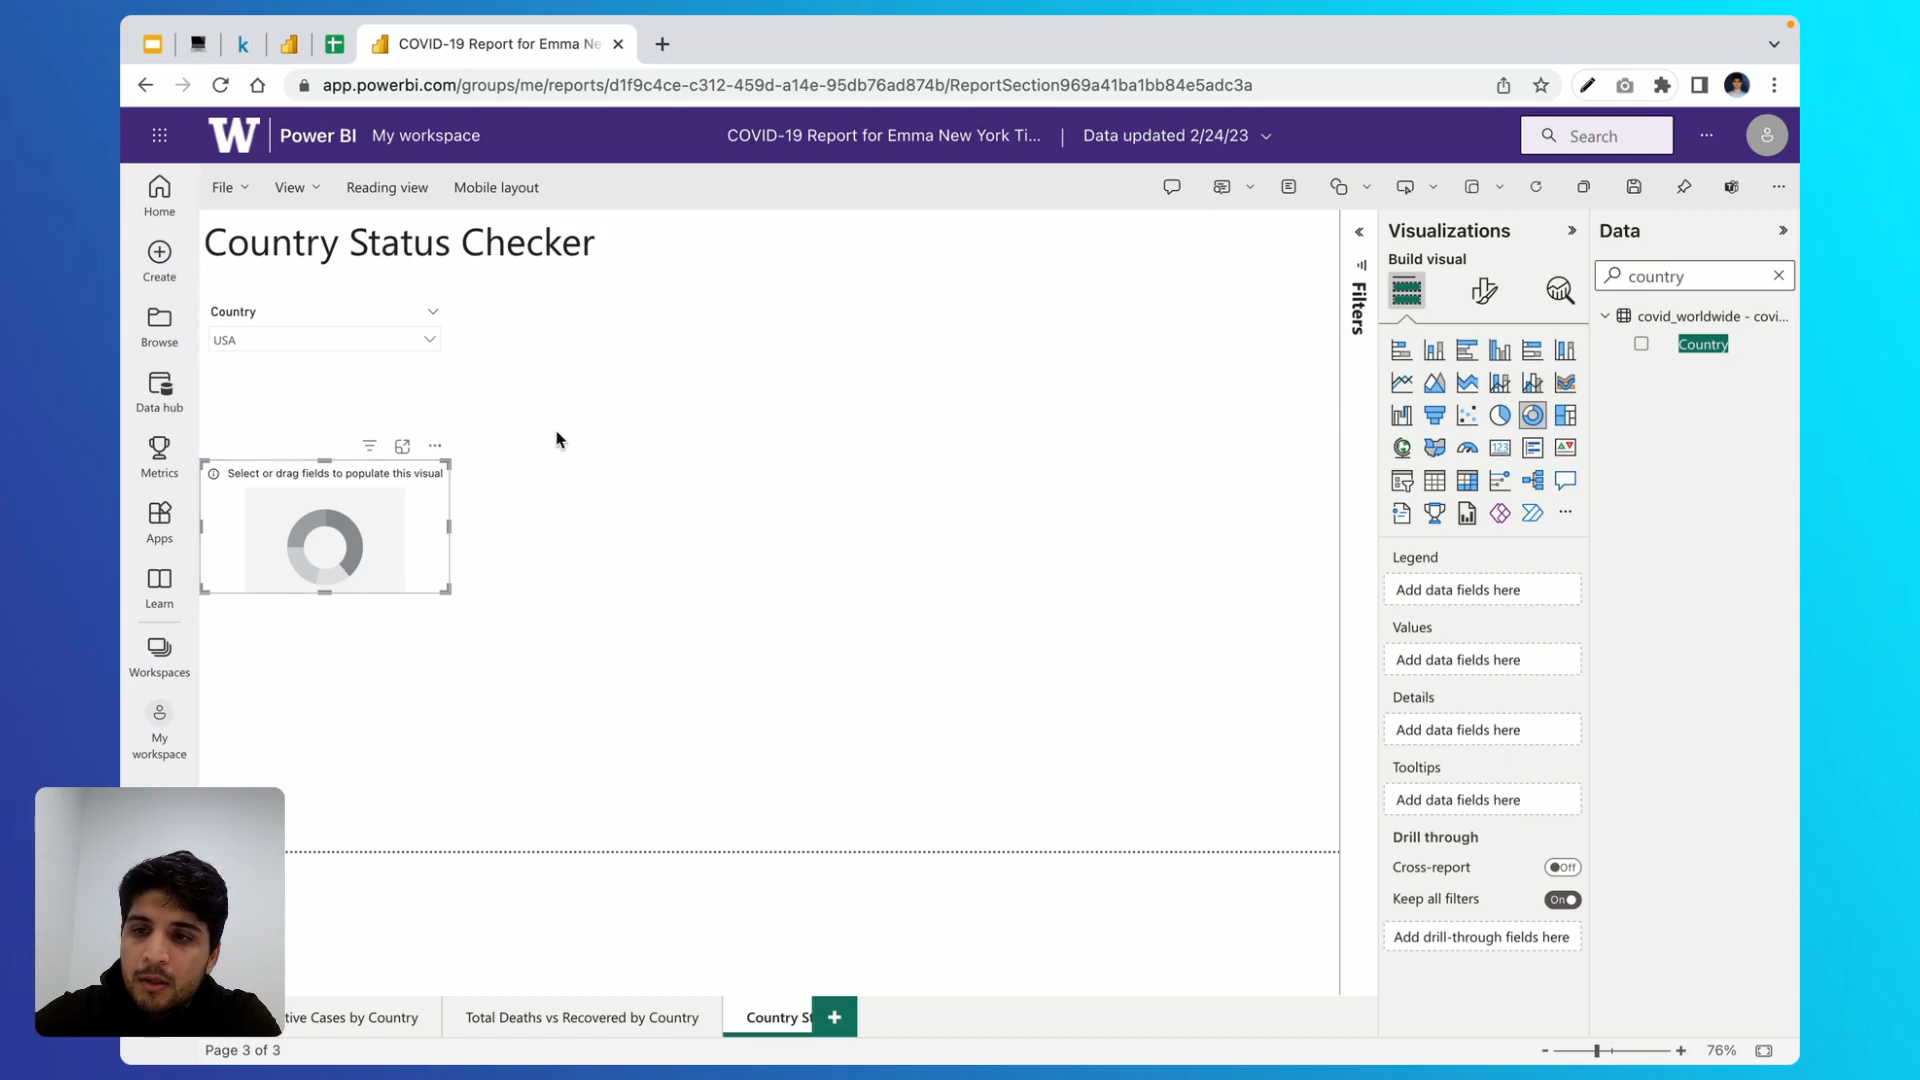 COVID-19 Report for Emma Ne
app.powerbi.com/groups/me/reports/d1f9c4ce-c312-459d-a14e-95db76ad874b/ReportSection969a41ba1bb84e5adc3a
W Power BI My workspace COVID-19 Report for Emma New York Ti... | Data updated 2/24/23 Search
File View Reading view Mobile layout
Home
Create
Browse
Data hub
Metrics
Apps
Learn
Workspaces
My
workspace
Country Status Checker
Country
USA
Select or drag fields to populate this visual
Filters
Visualizations
Build visual
123
Legend
Add data fields here
Values
Add data fields here
Details
Add data fields here
Tooltips
Add data fields here
Drill through
Cross-report Off
Keep all filters On
Add drill-through fields here
Data
country
covid_worldwide - covi...
Country
tive Cases by Country Total Deaths vs Recovered by Country Country St +
Page 3 of 3
- + 76%